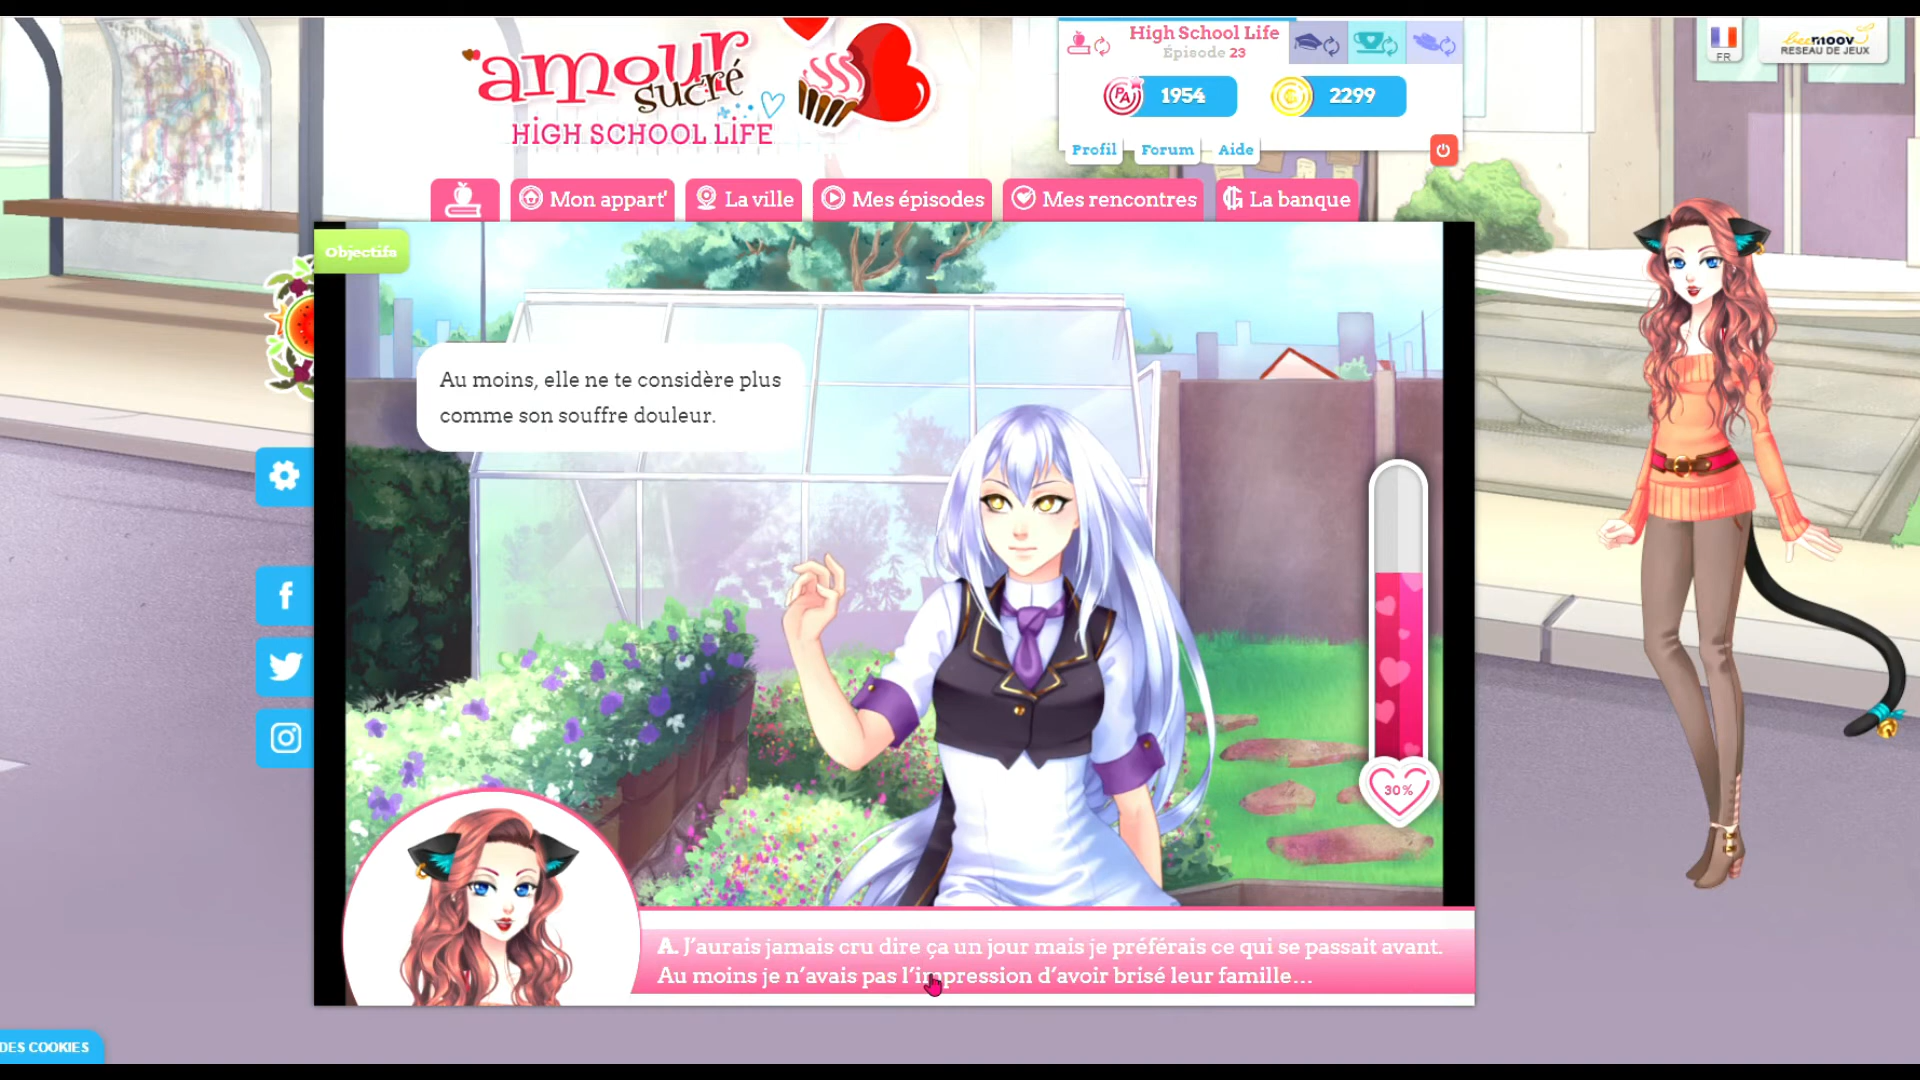 amour
sucré
HIGH SCHOOL LIFE
High School Life
Épisode 23
PA
1954
2299
Profil
Forum
Aide
FR
beemoov
RESEAU DE JEUX
Mon appart'
La ville
Mes épisodes
Mes rencontres
La banque
Objectifs
Au moins, elle ne te considère plus
comme son souffre douleur.
30%
A. J'aurais jamais cru dire ça un jour mais je préférais ce qui se passait avant.
Au moins je n'avais pas l'impression d'avoir brisé leur famille...
DES COOKIES